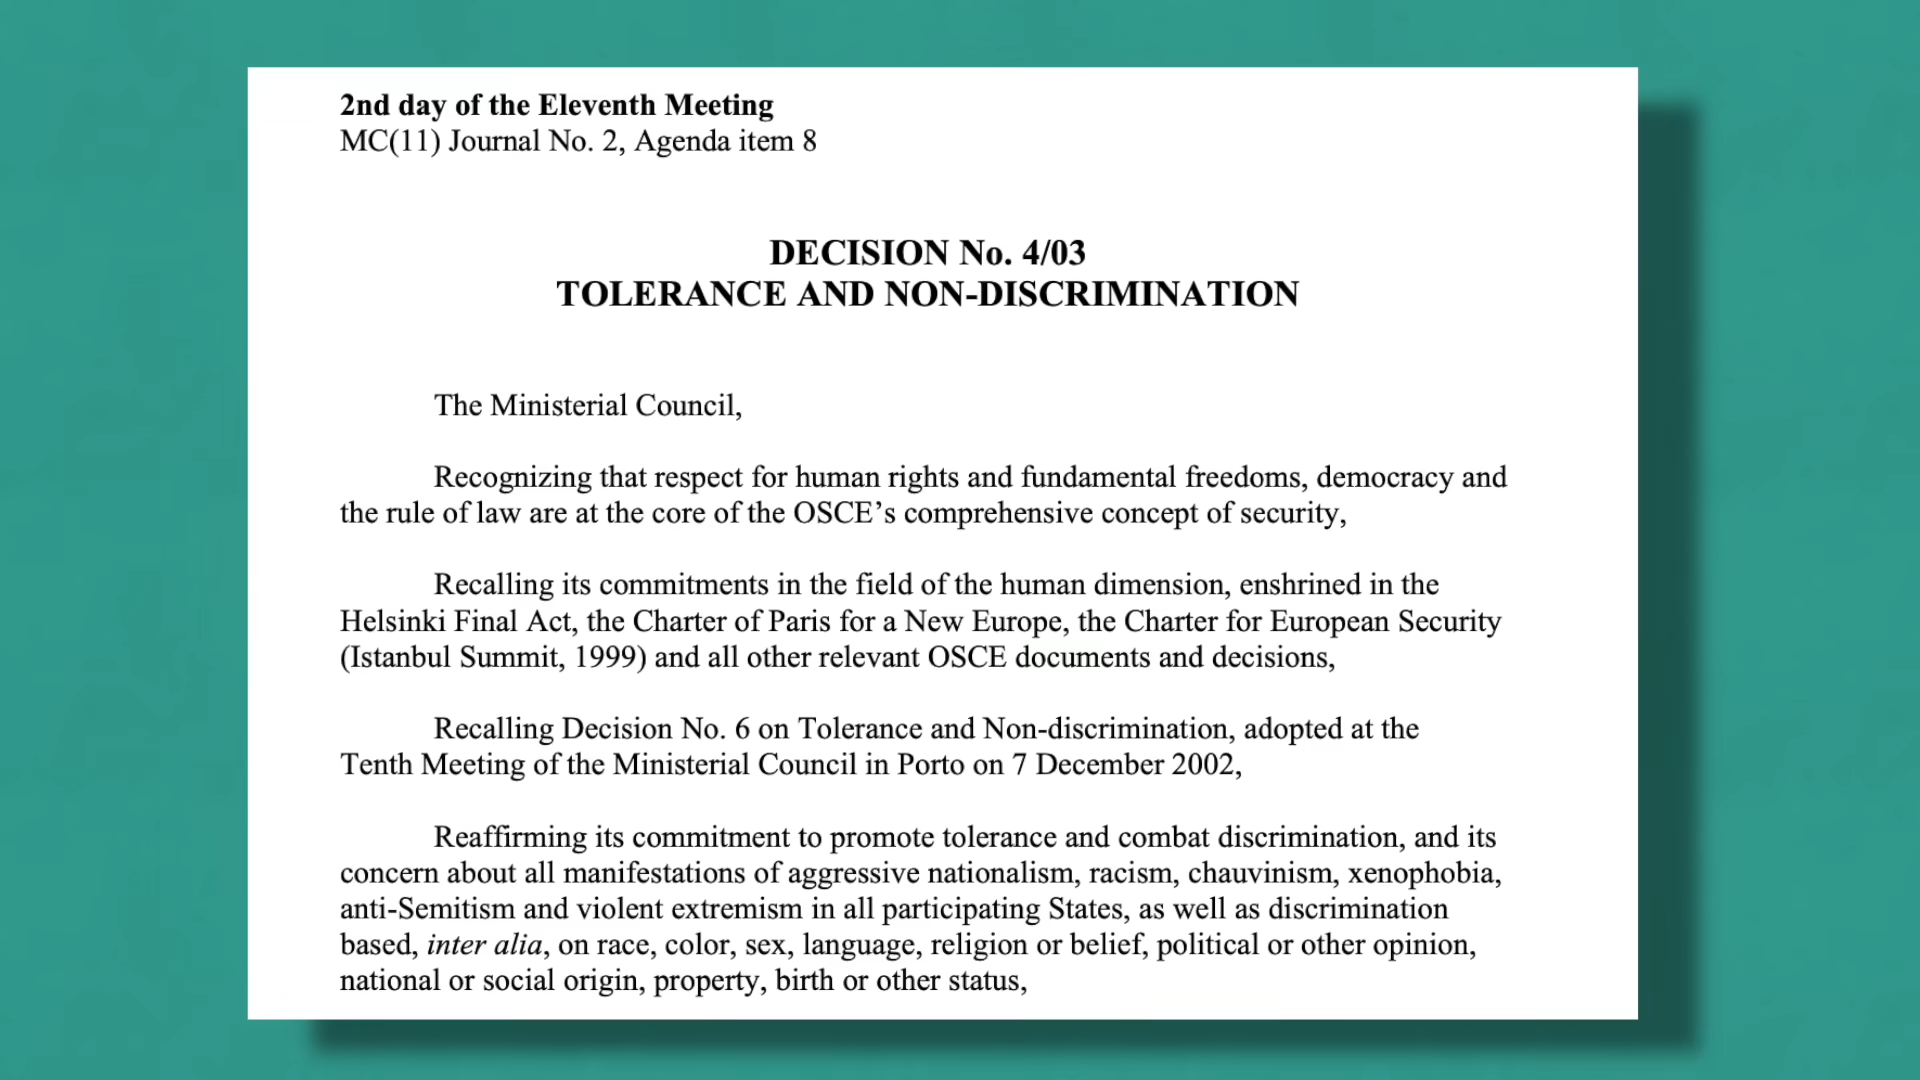 2nd day of the Eleventh Meeting
MC(11) Journal No. 2, Agenda item 8
DECISION No. 4/03
TOLERANCE AND NON-DISCRIMINATION
The Ministerial Council,
Recognizing that respect for human rights and fundamental freedoms, democracy and
the rule of law are at the core of the OSCE’s comprehensive concept of security,
Recalling its commitments in the field of the human dimension, enshrined in the
Helsinki Final Act, the Charter of Paris for a New Europe, the Charter for European Security
(Istanbul Summit, 1999) and all other relevant OSCE documents and decisions,
Recalling Decision No. 6 on Tolerance and Non-discrimination, adopted at the
Tenth Meeting of the Ministerial Council in Porto on 7 December 2002,
Reaffirming its commitment to promote tolerance and combat discrimination, and its
concern about all manifestations of aggressive nationalism, racism, chauvinism, xenophobia,
anti-Semitism and violent extremism in all participating States, as well as discrimination
based, inter alia, on race, color, sex, language, religion or belief, political or other opinion,
national or social origin, property, birth or other status,